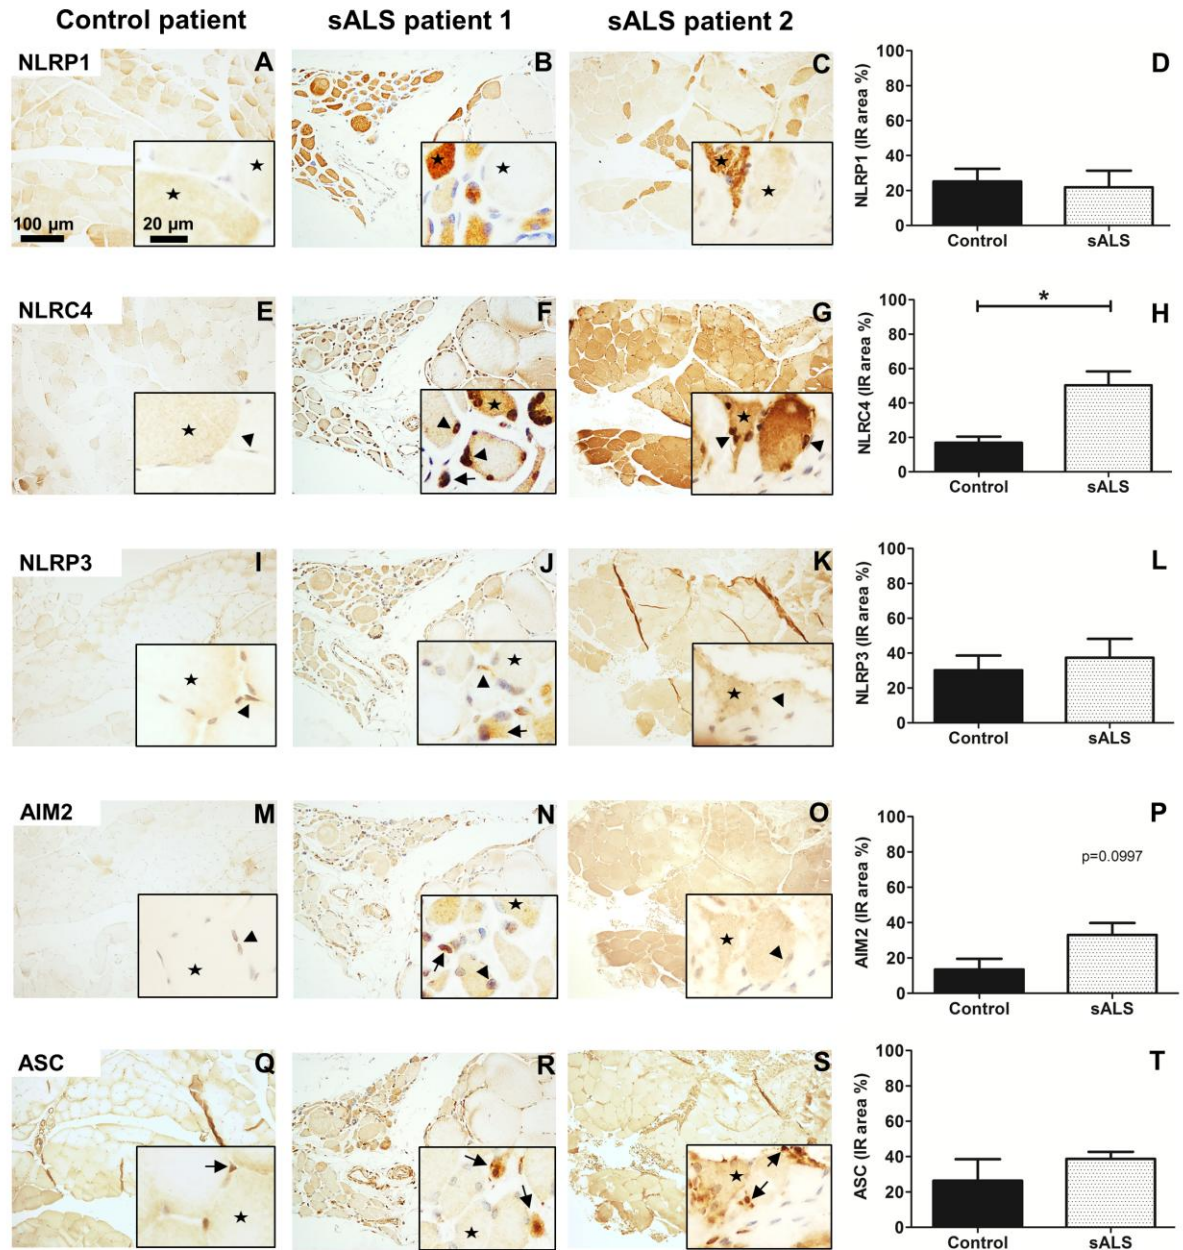 Control patient
sALS patient 1
sALS patient 2
NLRP1
A
B
C
D
100 µm
20 µm
NLRP1 (IR area %)
100
80
60
40
20
0
Control
sALS
NLRC4
E
F
G
H
NLRC4 (IR area %)
100
80
60
40
20
0
*
Control
sALS
NLRP3
I
J
K
L
NLRP3 (IR area %)
100
80
60
40
20
0
Control
sALS
AIM2
M
N
O
P
AIM2 (IR area %)
100
80
60
40
20
0
p=0.0997
Control
sALS
ASC
Q
R
S
T
ASC (IR area %)
100
80
60
40
20
0
Control
sALS